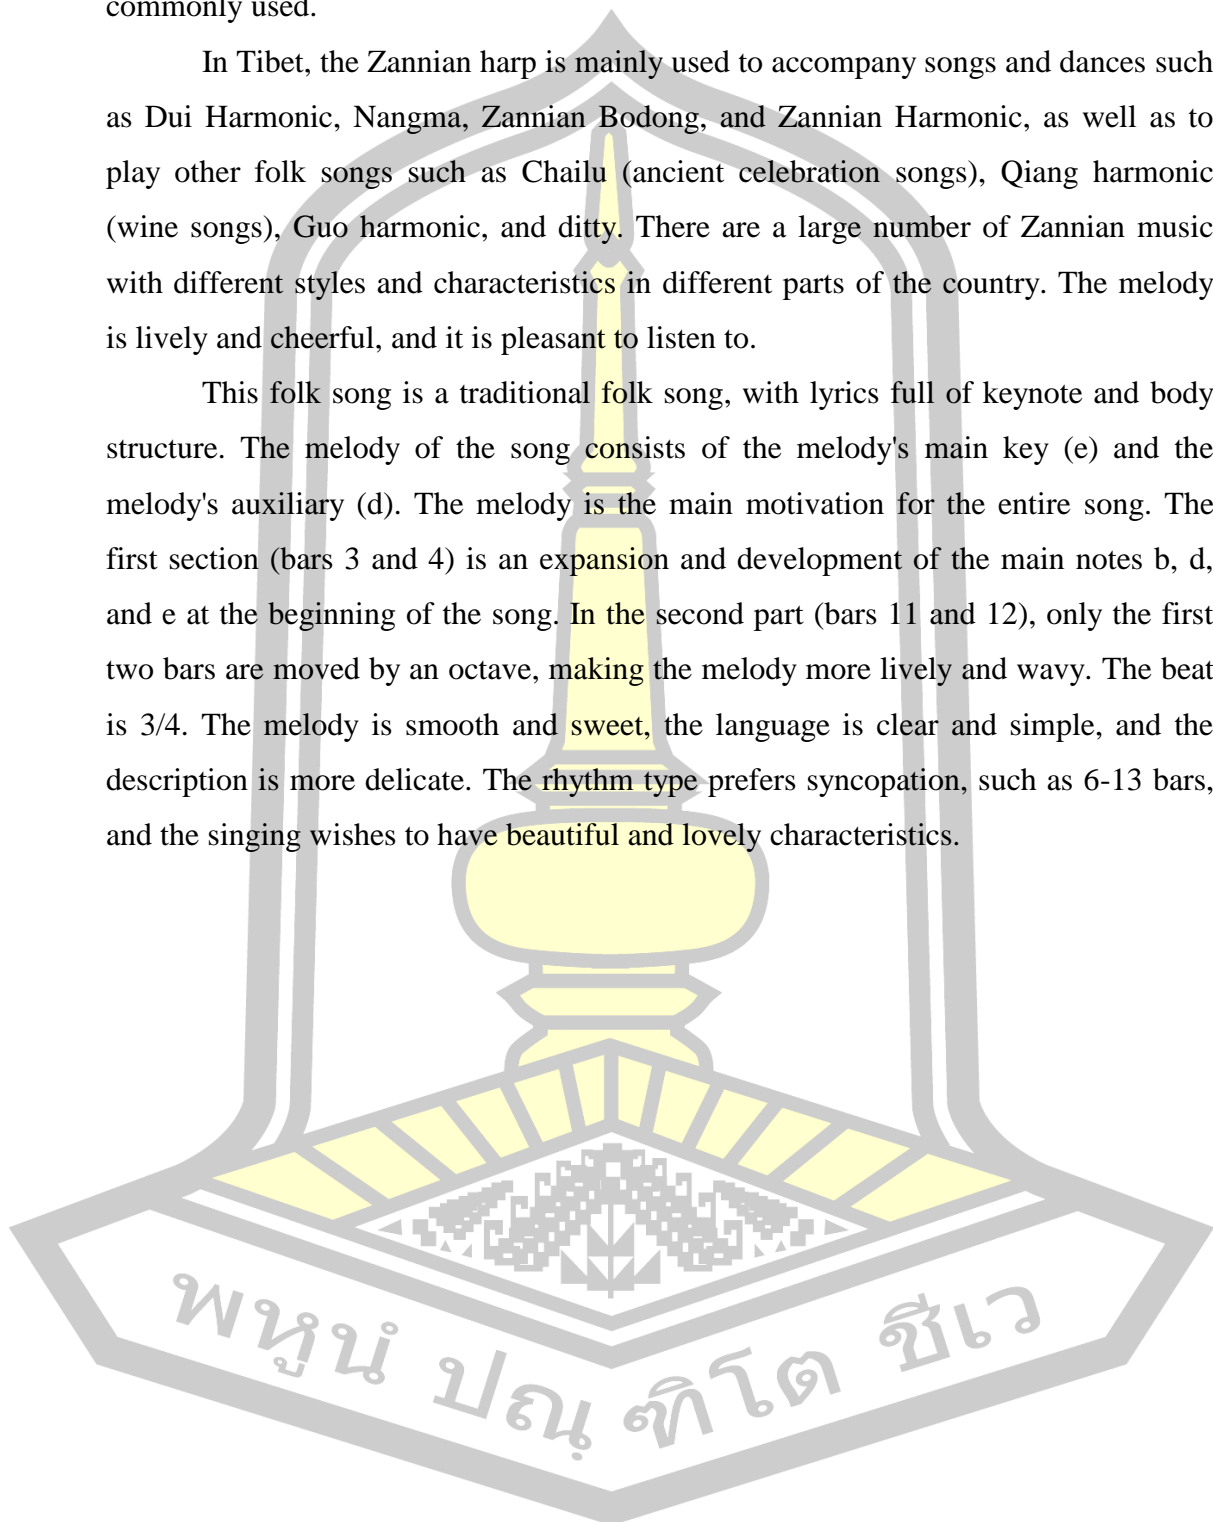 commonly used.
In Tibet, the Zannian harp is mainly used to accompany songs and dances such
as Dui Harmonic, Nangma, Zannian Bodong, and Zannian Harmonic, as well as to
play other folk songs such as Chailu (ancient celebration songs), Qiang harmonic
(wine songs), Guo harmonic, and ditty. There are a large number of Zannian music
with different styles and characteristics in different parts of the country. The melody
is lively and cheerful, and it is pleasant to listen to.
This folk song is a traditional folk song, with lyrics full of keynote and body
structure. The melody of the song consists of the melody's main key (e) and the
melody's auxiliary (d). The melody is the main motivation for the entire song. The
first section (bars 3 and 4) is an expansion and development of the main notes b, d,
and e at the beginning of the song. In the second part (bars 11 and 12), only the first
two bars are moved by an octave, making the melody more lively and wavy. The beat
is 3/4. The melody is smooth and sweet, the language is clear and simple, and the
description is more delicate. The rhythm type prefers syncopation, such as 6-13 bars,
and the singing wishes to have beautiful and lovely characteristics.
พหูนํ ปณฺ ฑิโต ชีเว